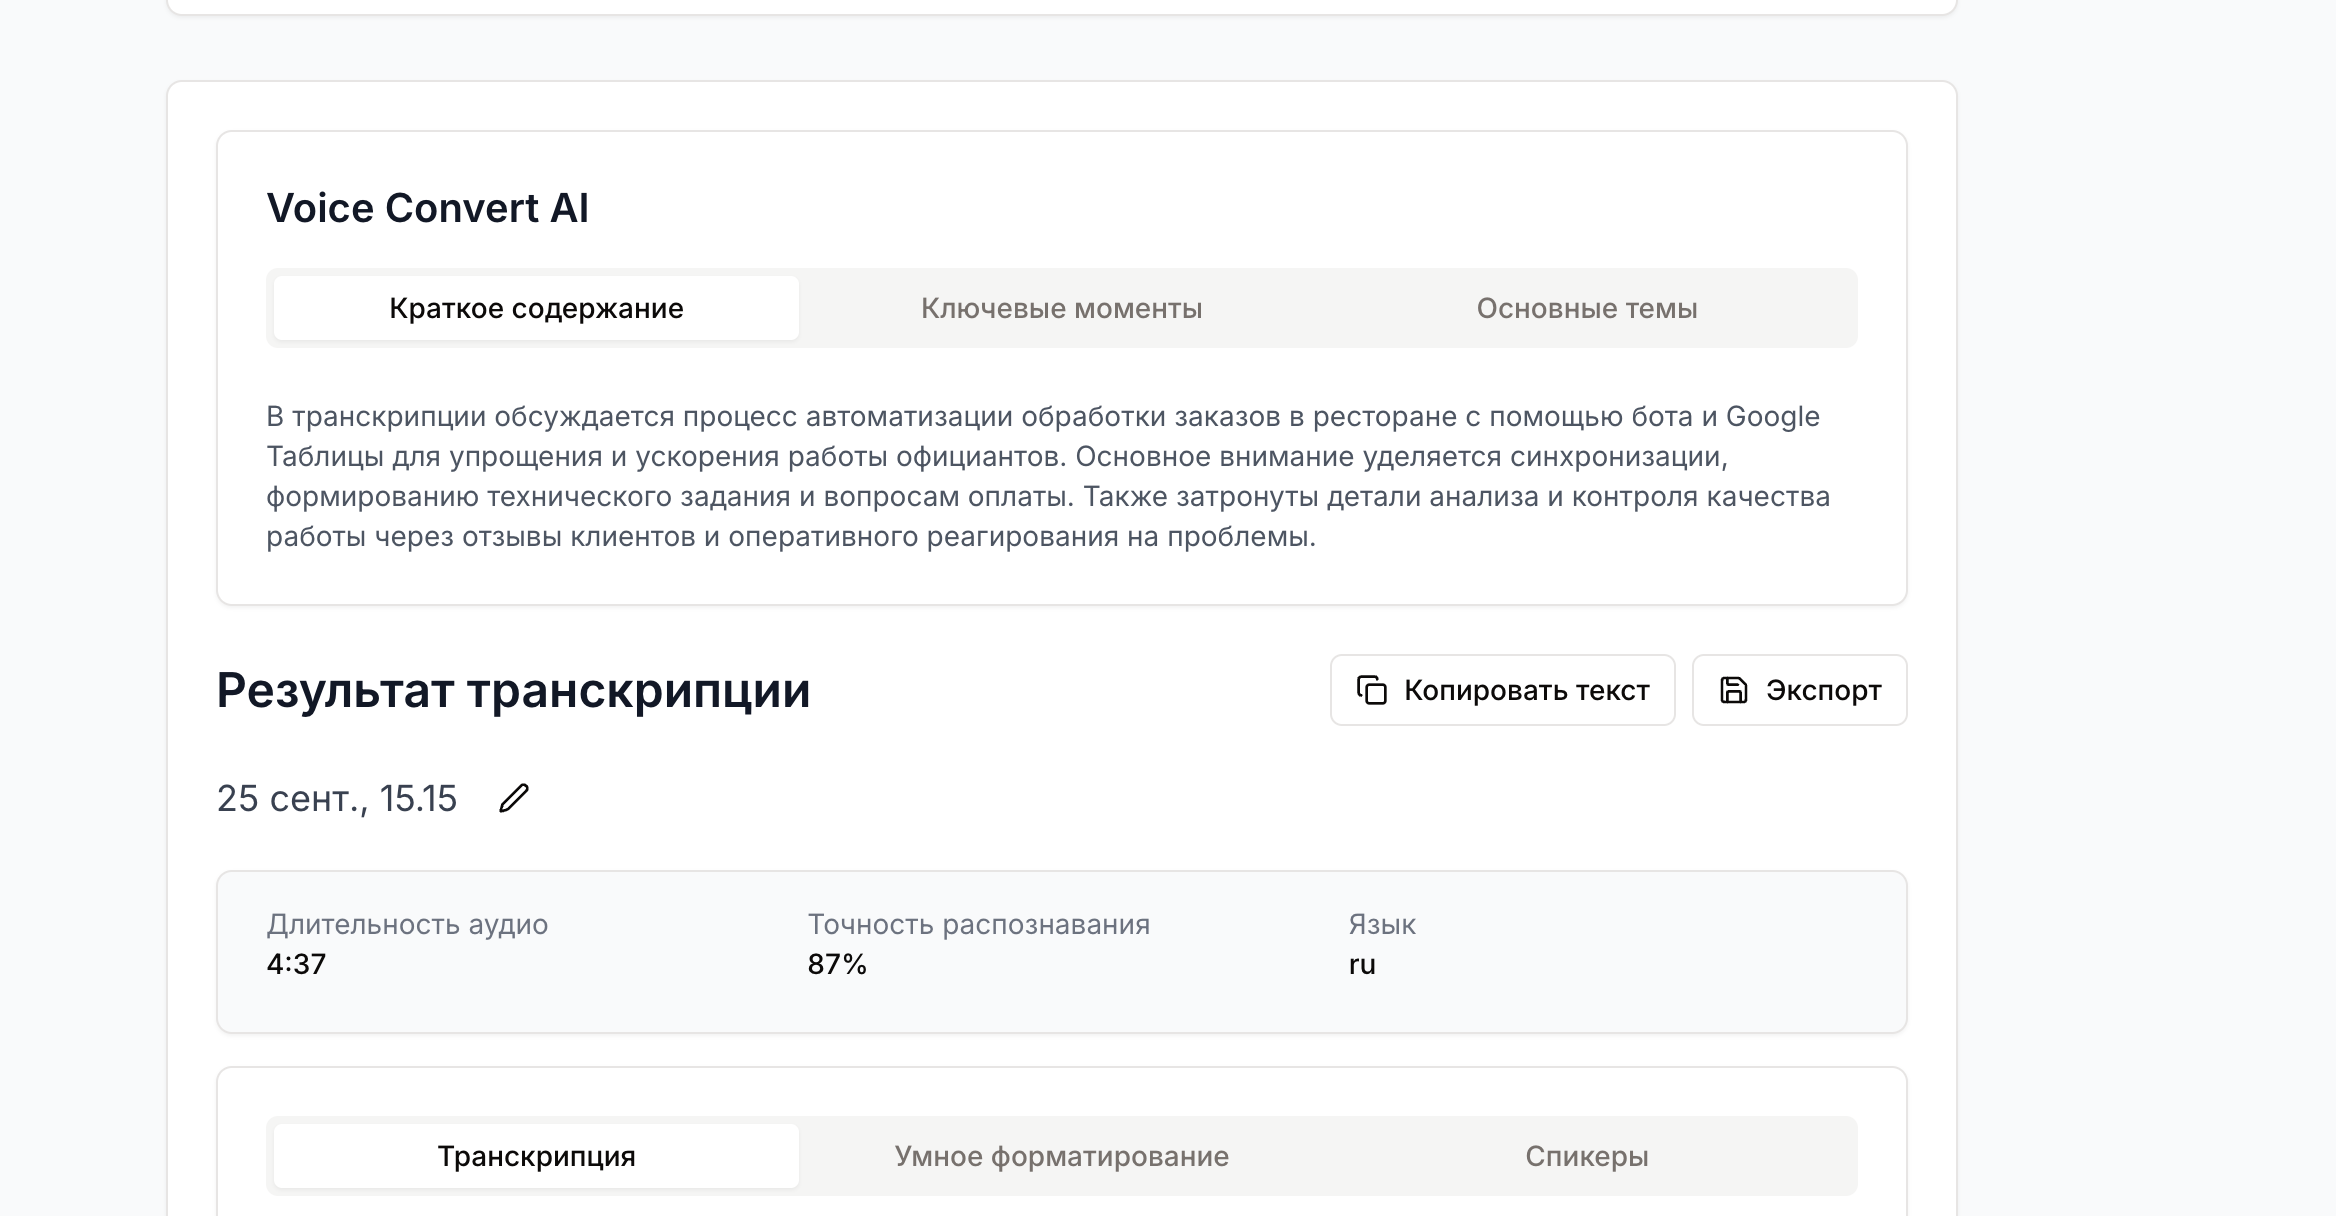 Voice Convert AI
Краткое содержание
Ключевые моменты
Основные темы
В транскрипции обсуждается процесс автоматизации обработки заказов в ресторане с помощью бота и Google
Таблицы для упрощения и ускорения работы официантов. Основное внимание уделяется синхронизации,
формированию технического задания и вопросам оплаты. Также затронуты детали анализа и контроля качества
работы через отзывы клиентов и оперативного реагирования на проблемы.
Результат транскрипции
Копировать текст
Экспорт
25 сент., 15.15
Длительность аудио
4:37
Точность распознавания
87%
Язык
ru
Транскрипция
Умное форматирование
Спикеры